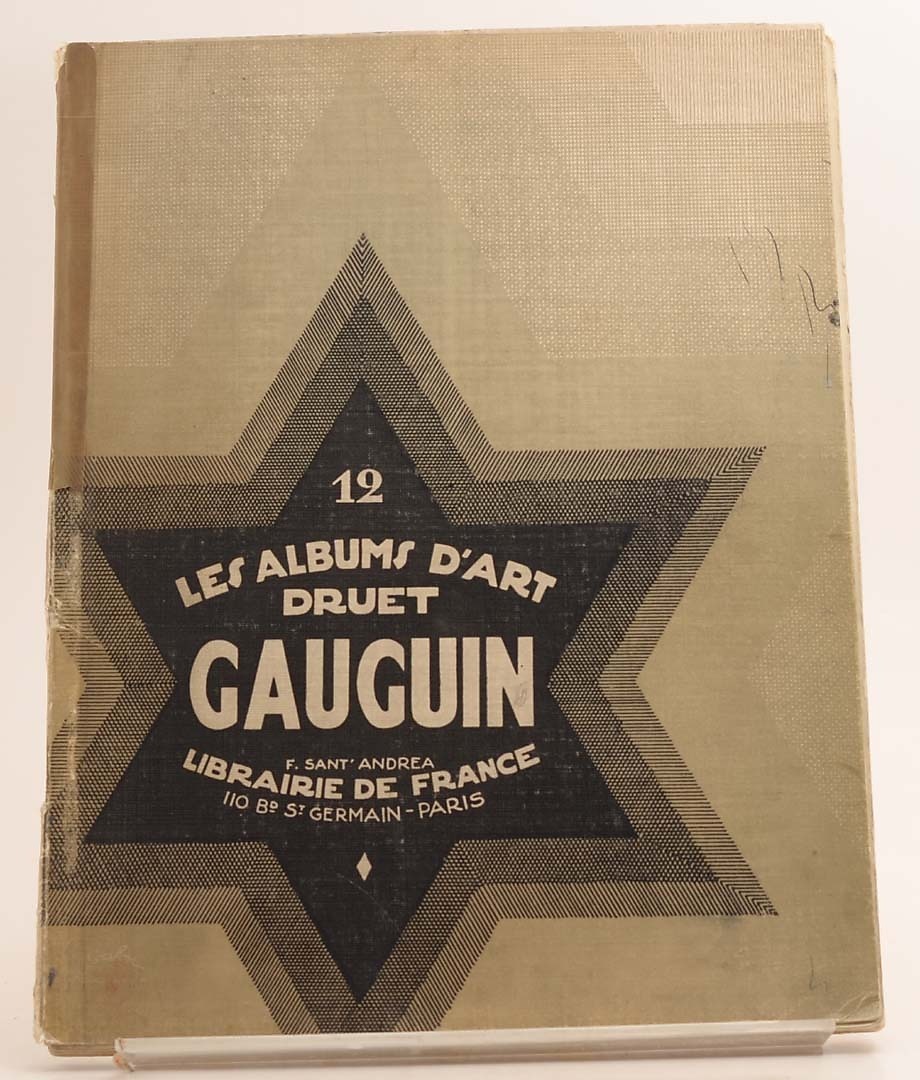 12
LES ALBUMS D'ART
DRUET
GAUGUIN
F. SANT' ANDREA
LIBRAIRIE DE FRANCE
110 BD ST GERMAIN - PARIS